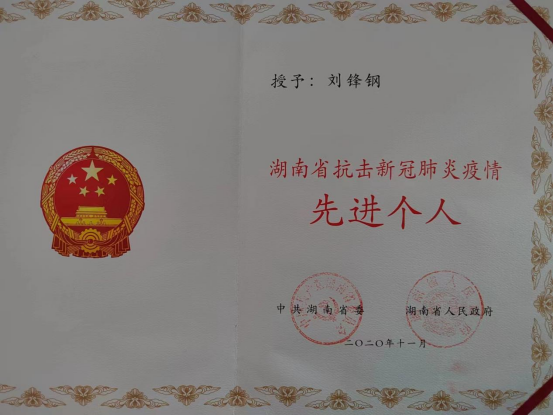 授予：刘锋钢
湖南省抗击新冠肺炎疫情
先进个人
中共湖南省委 湖南省人民政府
二〇二〇年十一月